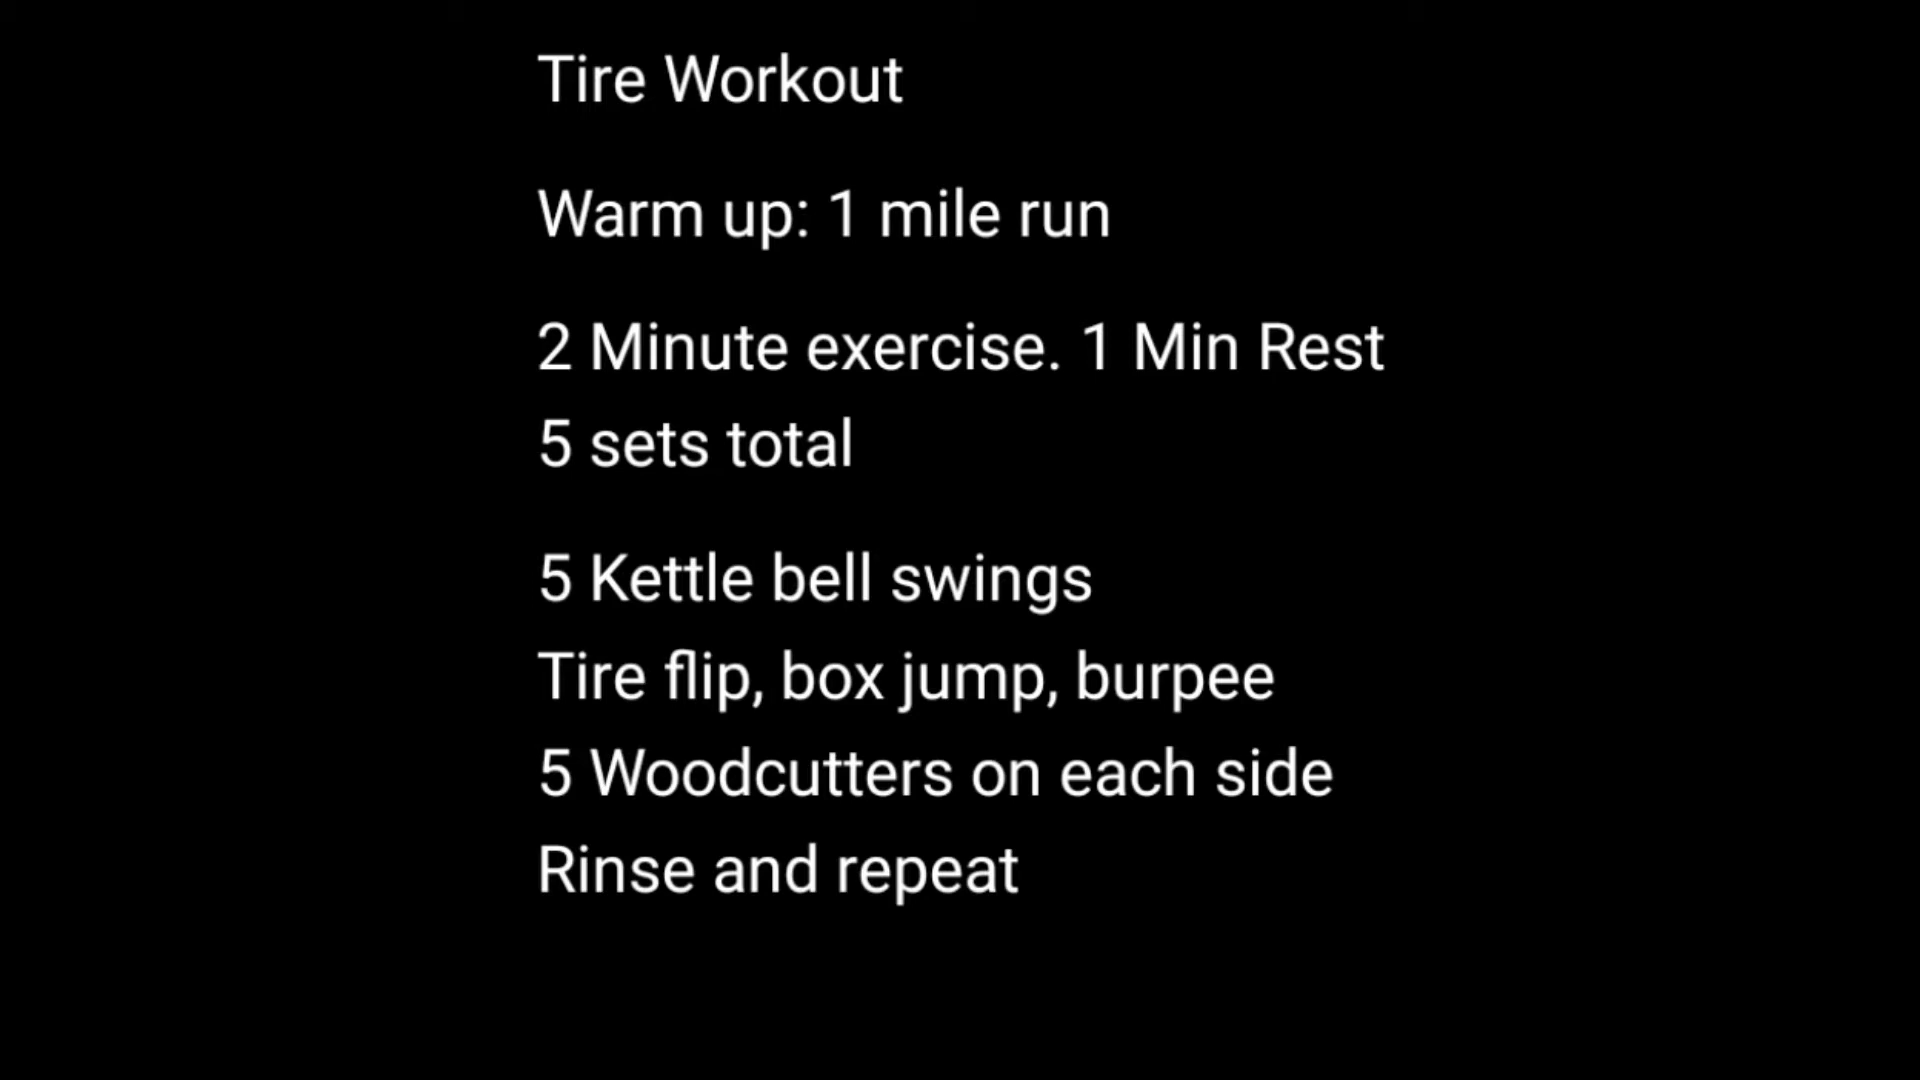 Tire Workout
Warm up: 1 mile run
2 Minute exercise. 1 Min Rest
5 sets total
5 Kettle bell swings
Tire flip, box jump, burpee
5 Woodcutters on each side
Rinse and repeat